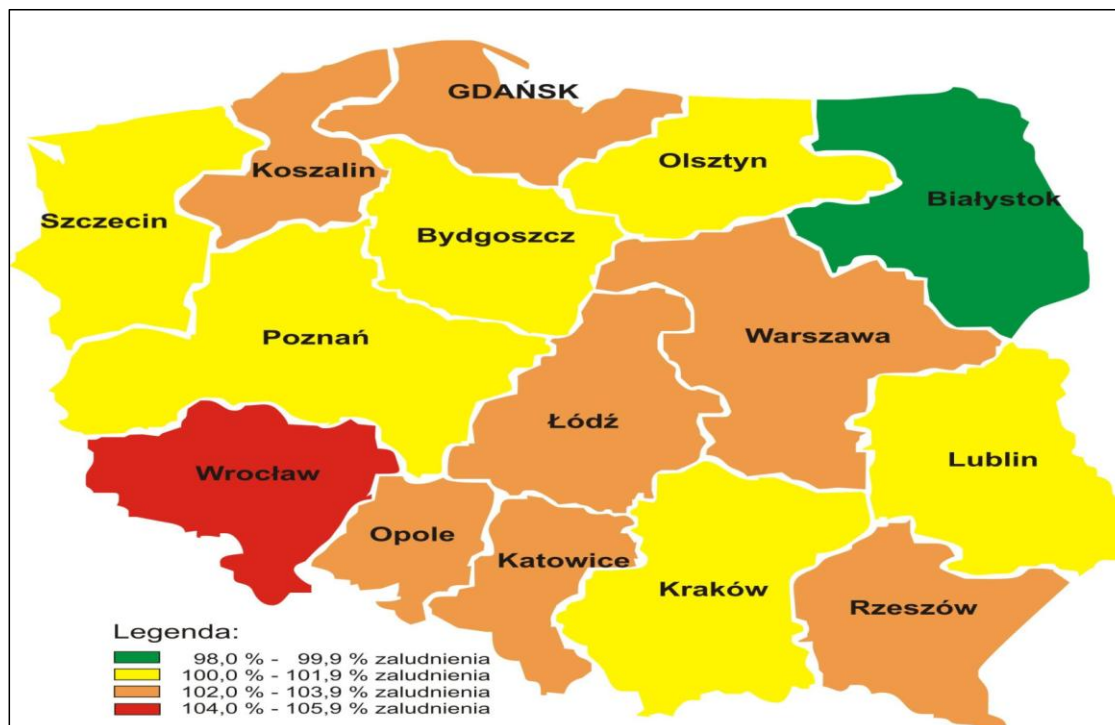 GDAŃSK
Koszalin
Olsztyn
Białystok
Szczecin
Bydgoszcz
Poznań
Warszawa
Łódź
Wrocław
Lublin
Opole
Katowice
Kraków
Rzeszów
Legenda:
98,0 % - 99,9 % zaludnienia
100,0 % - 101,9 % zaludnienia
102,0 % - 103,9 % zaludnienia
104,0 % - 105,9 % zaludnienia